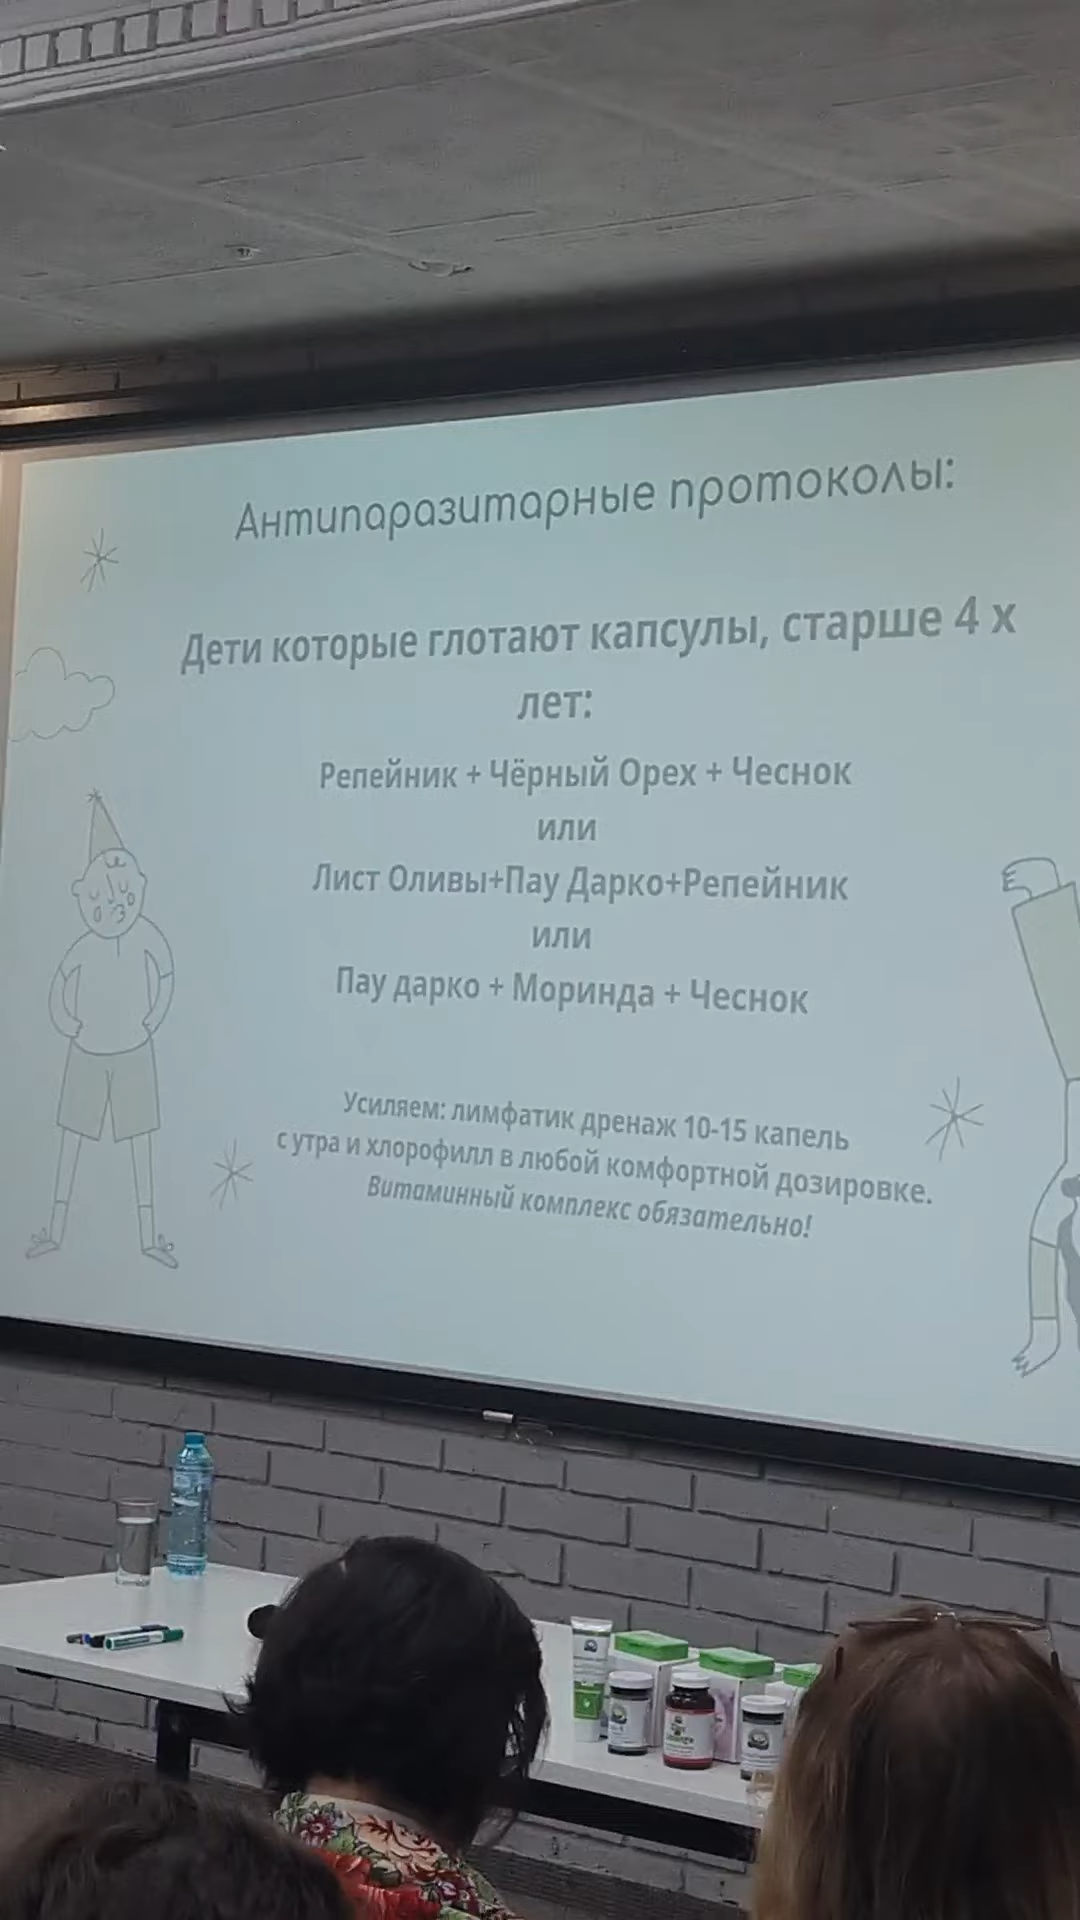 Антипаразитарные протоколы:
Дети которые глотают капсулы, старше 4 х
лет:
Репейник + Чёрный Орех + Чеснок
или
Лист Оливы+Пау Дарко+Репейник
или
Пау дарко + Моринда + Чеснок
Усиляем: лимфатик дренаж 10-15 капель
с утра и хлорофилл в любой комфортной дозировке.
Витаминный комплекс обязательно!